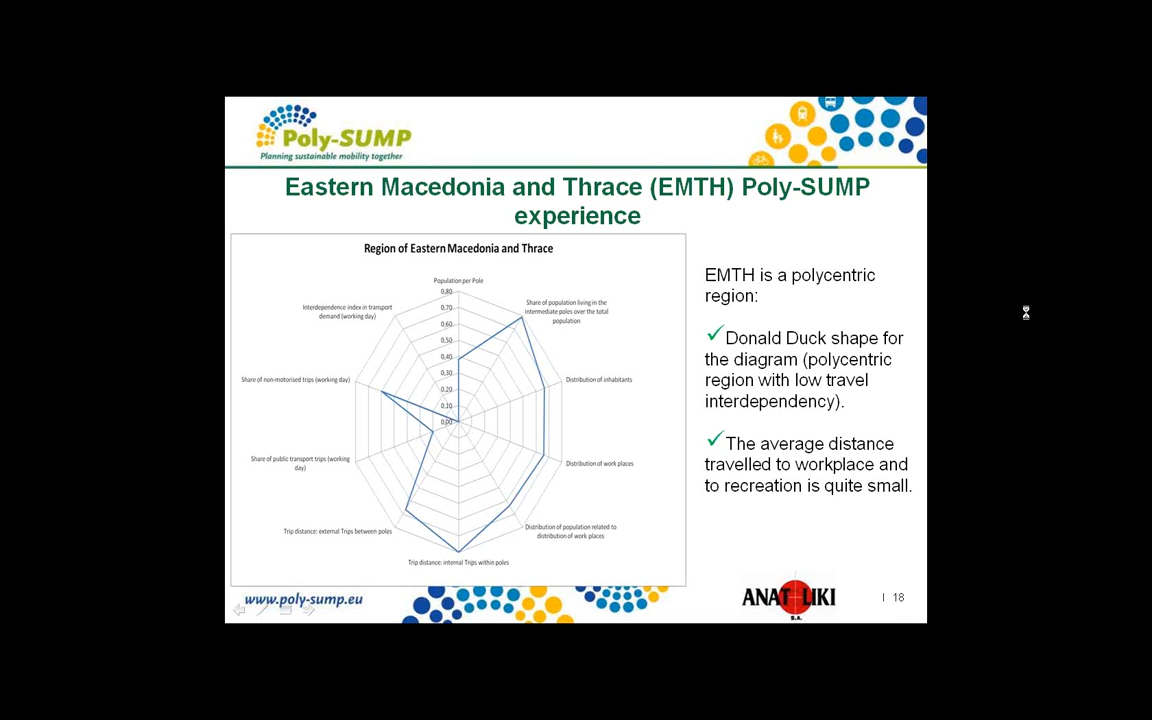 Poly-SUMP
Planning sustainable mobility together
Eastern Macedonia and Thrace (EMTH) Poly-SUMP
experience
Region of Eastern Macedonia and Thrace
Population per Pole
0,80
0,70
0,60
0,50
0,40
0,30
0,20
0,10
0,00
Share of population living in the
intermediate poles over the total
population
Distribution of inhabitants
Distribution of work places
Distribution of population related to
distribution of work places
Trip distance: internal Trips within poles
Trip distance: external Trips between poles
Share of public transport trips (working
day)
Share of non-motorised trips (working day)
Interdependence index in transport
demand (working day)
EMTH is a polycentric
region:
✓Donald Duck shape for
the diagram (polycentric
region with low travel
interdependency).
✓The average distance
travelled to workplace and
to recreation is quite small.
www.poly-sump.eu
ANATOLIKI
S.A.
I 18